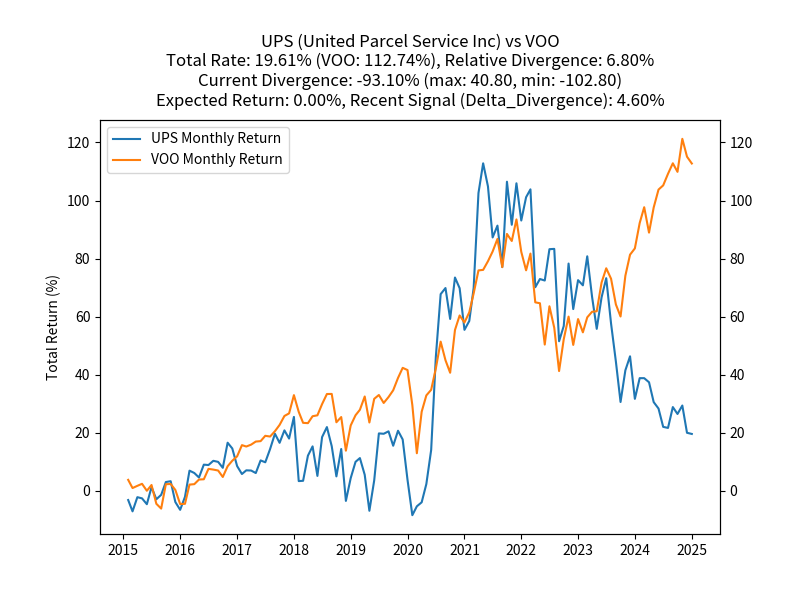 UPS (United Parcel Service Inc) vs VOO
Total Rate: 19.61% (VOO: 112.74%), Relative Divergence: 6.80%
Current Divergence: -93.10% (max: 40.80, min: -102.80)
Expected Return: 0.00%, Recent Signal (Delta_Divergence): 4.60%
UPS Monthly Return
VOO Monthly Return
Total Return (%)
120 120
100 100
80 80
60 60
40 40
20 20
0 0
2015 2016 2017 2018 2019 2020 2021 2022 2023 2024 2025